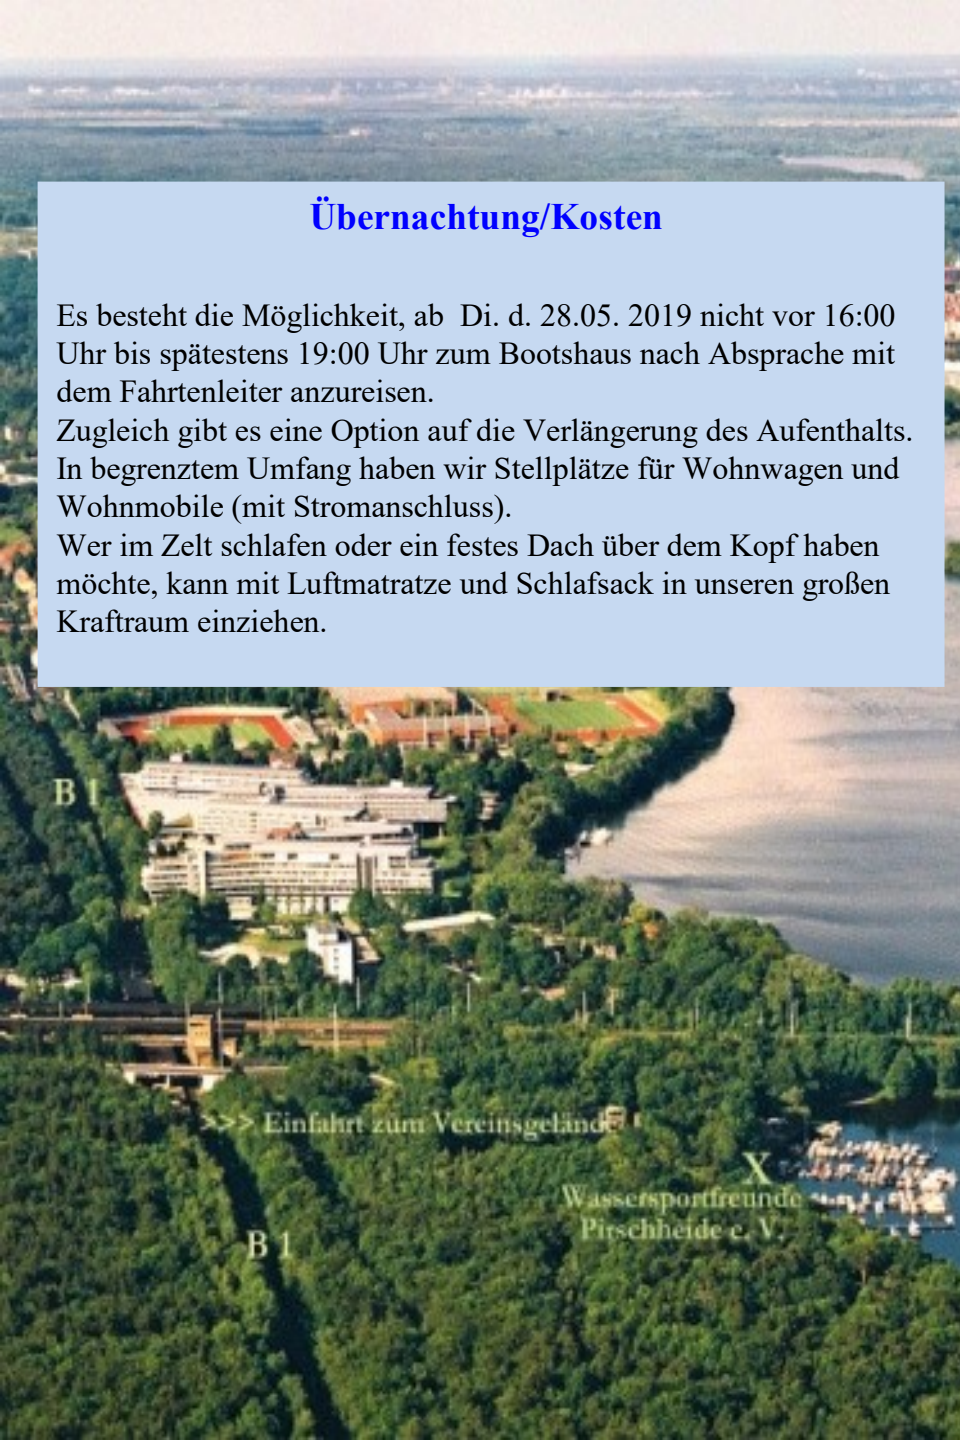 Übernachtung/Kosten
Es besteht die Möglichkeit, ab  Di. d. 28.05. 2019 nicht vor 16:00
Uhr bis spätestens 19:00 Uhr zum Bootshaus nach Absprache mit
dem Fahrtenleiter anzureisen.
Zugleich gibt es eine Option auf die Verlängerung des Aufenthalts.
In begrenztem Umfang haben wir Stellplätze für Wohnwagen und
Wohnmobile (mit Stromanschluss).
Wer im Zelt schlafen oder ein festes Dach über dem Kopf haben
möchte, kann mit Luftmatratze und Schlafsack in unseren großen
Kraftraum einziehen.
B 1
>>> Einfahrt zum Vereinsgelände
X
Wassersportfreunde
Pirschheide e. V.
B 1